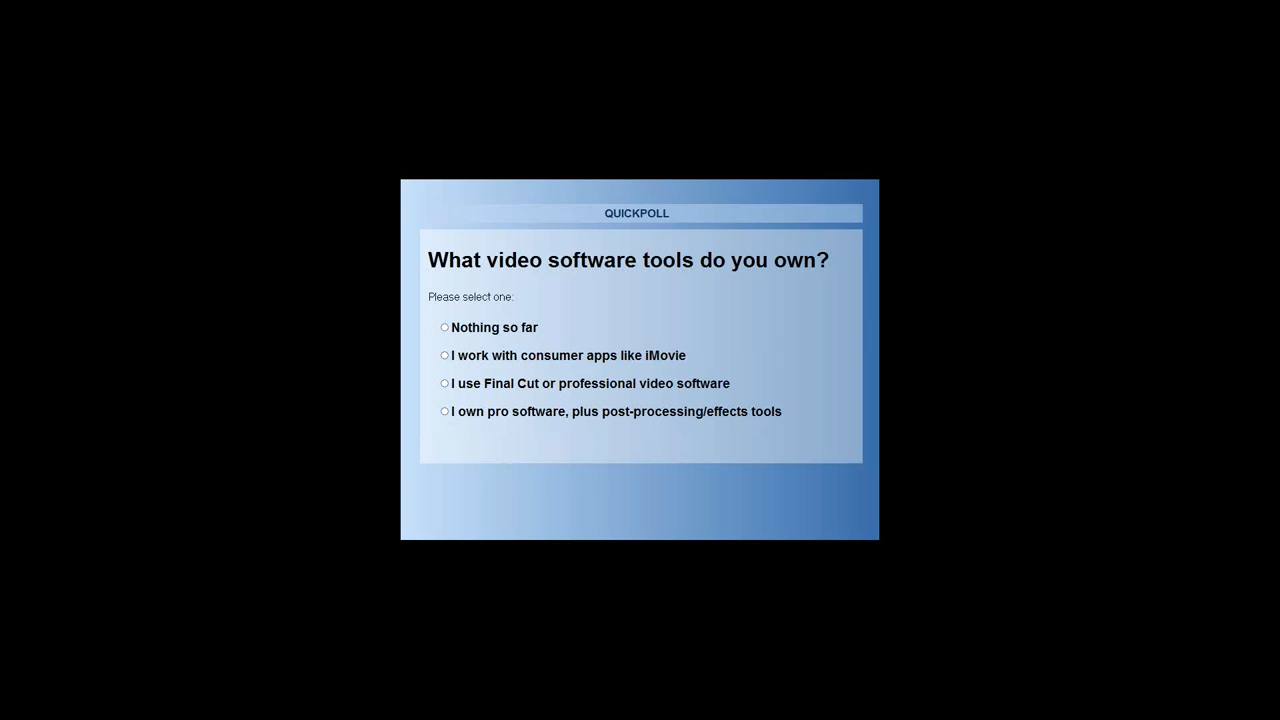 QUICKPOLL
What video software tools do you own?
Please select one:
Nothing so far
I work with consumer apps like iMovie
I use Final Cut or professional video software
I own pro software, plus post-processing/effects tools